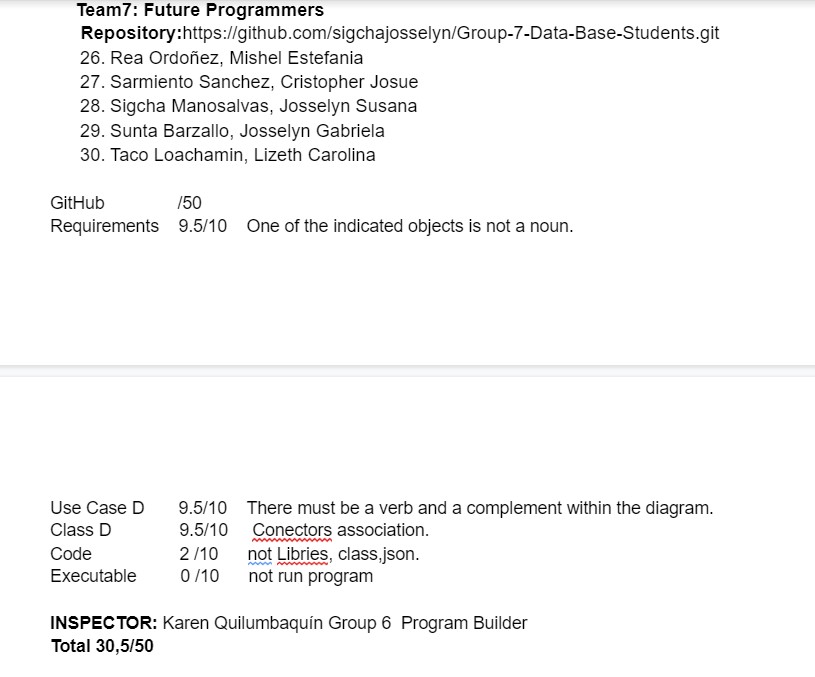 Team7: Future Programmers
Repository:https://github.com/sigchajosselyn/Group-7-Data-Base-Students.git
26. Rea Ordoñez, Mishel Estefania
27. Sarmiento Sanchez, Cristopher Josue
28. Sigcha Manosalvas, Josselyn Susana
29. Sunta Barzallo, Josselyn Gabriela
30. Taco Loachamin, Lizeth Carolina
GitHub /50
Requirements 9.5/10 One of the indicated objects is not a noun.
Use Case D 9.5/10 There must be a verb and a complement within the diagram.
Class D 9.5/10 Conectors association.
Code 2 /10 not Libries, class,json.
Executable 0 /10 not run program
INSPECTOR: Karen Quilumbaquín Group 6 Program Builder
Total 30,5/50